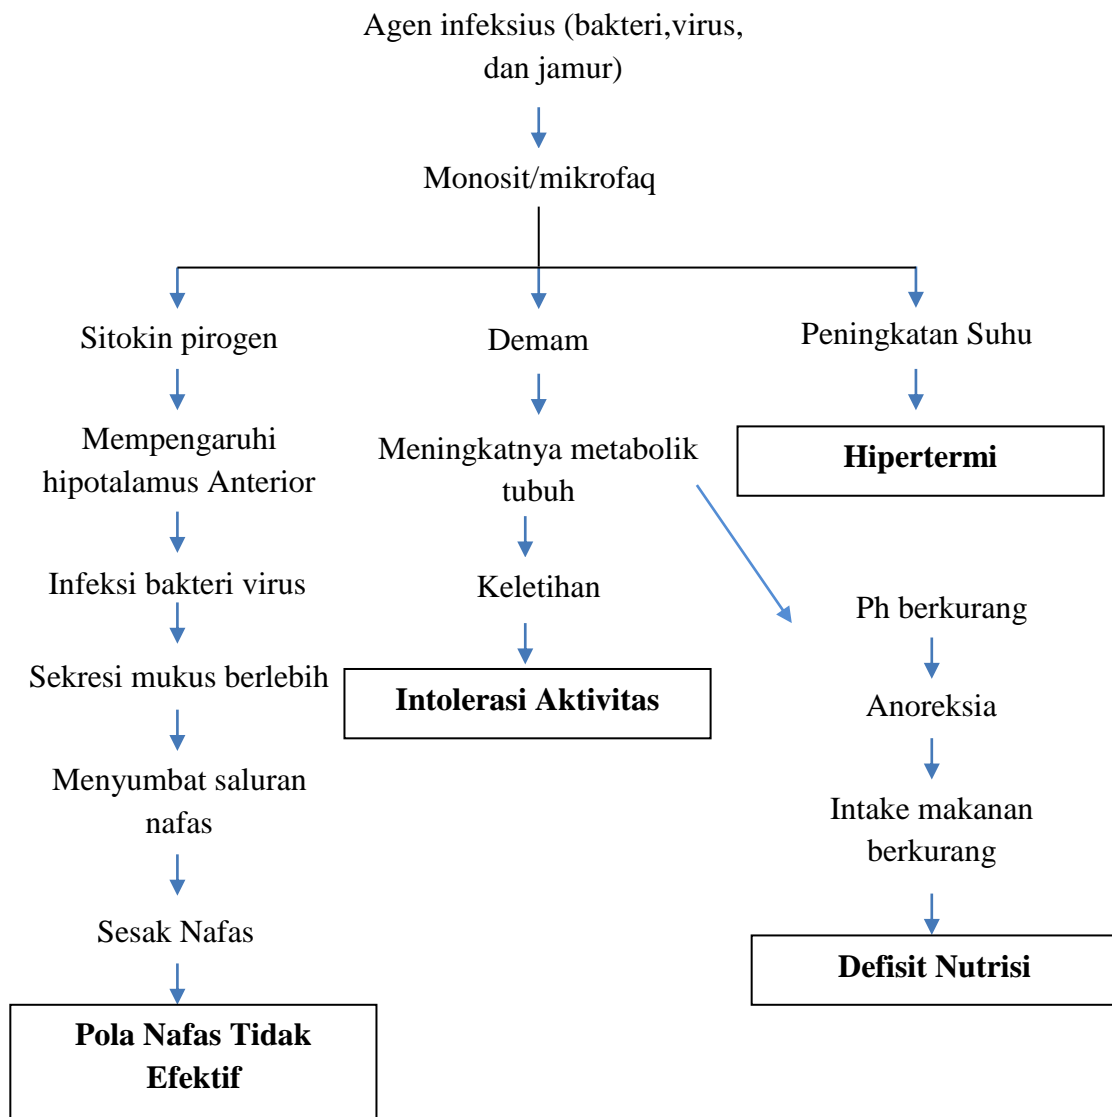 Agen infeksius (bakteri,virus,
dan jamur)
Monosit/mikrofaq
Sitokin pirogen
Demam
Peningkatan Suhu
Mempengaruhi
hipotalamus Anterior
Meningkatnya metabolik
tubuh
Hipertermi
Infeksi bakteri virus
Keletihan
Ph berkurang
Sekresi mukus berlebih
Intolerasi Aktivitas
Anoreksia
Menyumbat saluran
nafas
Intake makanan
berkurang
Sesak Nafas
Defisit Nutrisi
Pola Nafas Tidak
Efektif